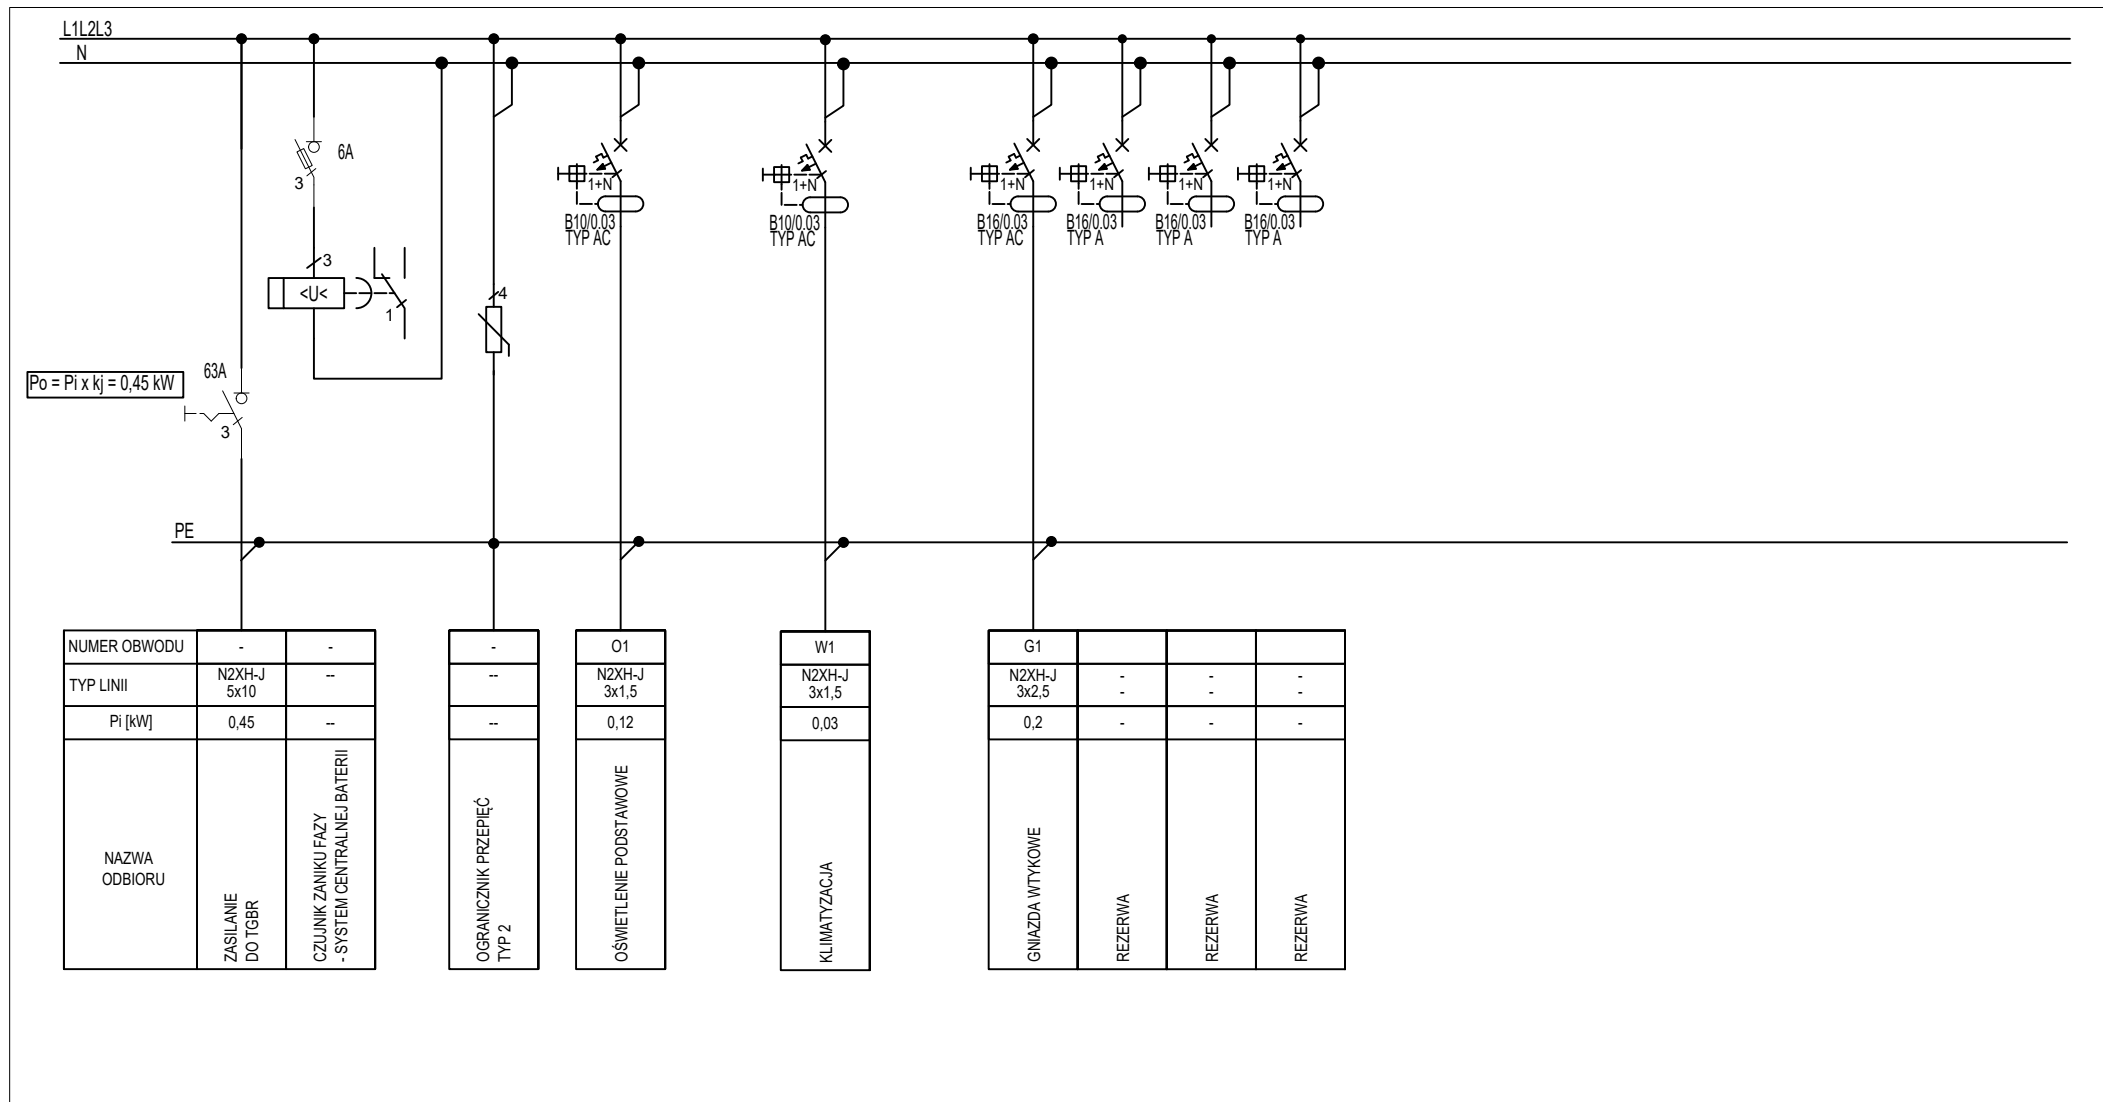 L1L2L3
N
6A
3
3
<U<
1
4
1+N
B10/0.03
TYP AC
1+N
B10/0.03
TYP AC
1+N
B16/0.03
TYP AC
1+N
B16/0.03
TYP A
1+N
B16/0.03
TYP A
1+N
B16/0.03
TYP A
63A
Po = Pi x kj = 0,45 kW
3
PE
NUMER OBWODU
-
-
-
O1
W1
G1
TYP LINII
N2XH-J
5x10
--
--
N2XH-J
3x1,5
N2XH-J
3x1,5
N2XH-J
3x2,5
-
-
-
-
-
-
Pi [kW]
0,45
--
--
0,12
0,03
0,2
-
-
-
NAZWA
ODBIORU
ZASILANIE
DO TGBR
CZUJNIK ZANIKU FAZY
- SYSTEM CENTRALNEJ BATERII
OGRANICZNIK PRZEPIĘĆ
TYP 2
OŚWIETLENIE PODSTAWOWE
KLIMATYZACJA
GNIAZDA WTYKOWE
REZERWA
REZERWA
REZERWA